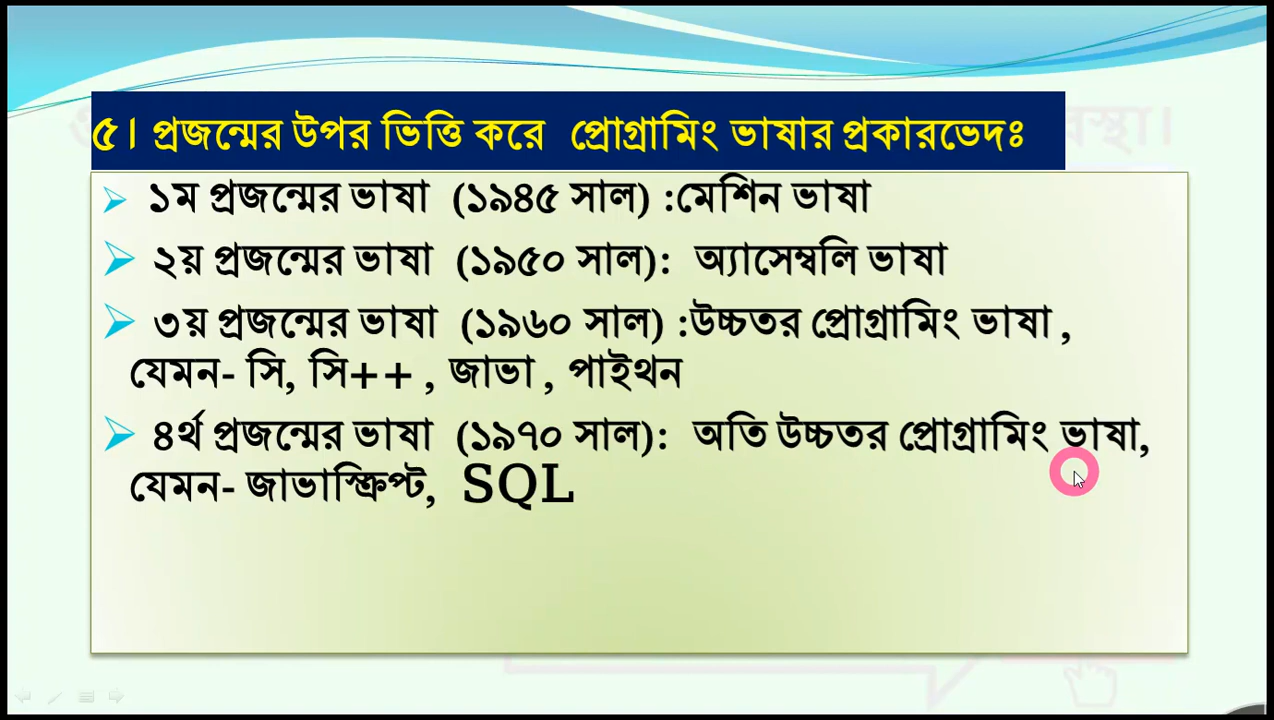 ৫। প্রজন্মের উপর ভিত্তি করে প্রোগ্রামিং ভাষার প্রকারভেদঃ
১ম প্রজন্মের ভাষা (১৯৪৫ সাল) :মেশিন ভাষা
২য় প্রজন্মের ভাষা (১৯৫০ সাল): অ্যাসেম্বলি ভাষা
৩য় প্রজন্মের ভাষা (১৯৬০ সাল) :উচ্চতর প্রোগ্রামিং ভাষা ,
যেমন- সি, সি++ , জাভা , পাইথন
৪র্থ প্রজন্মের ভাষা (১৯৭০ সাল): অতি উচ্চতর প্রোগ্রামিং ভাষা,
যেমন- জাভাস্ক্রিপ্ট, SQL